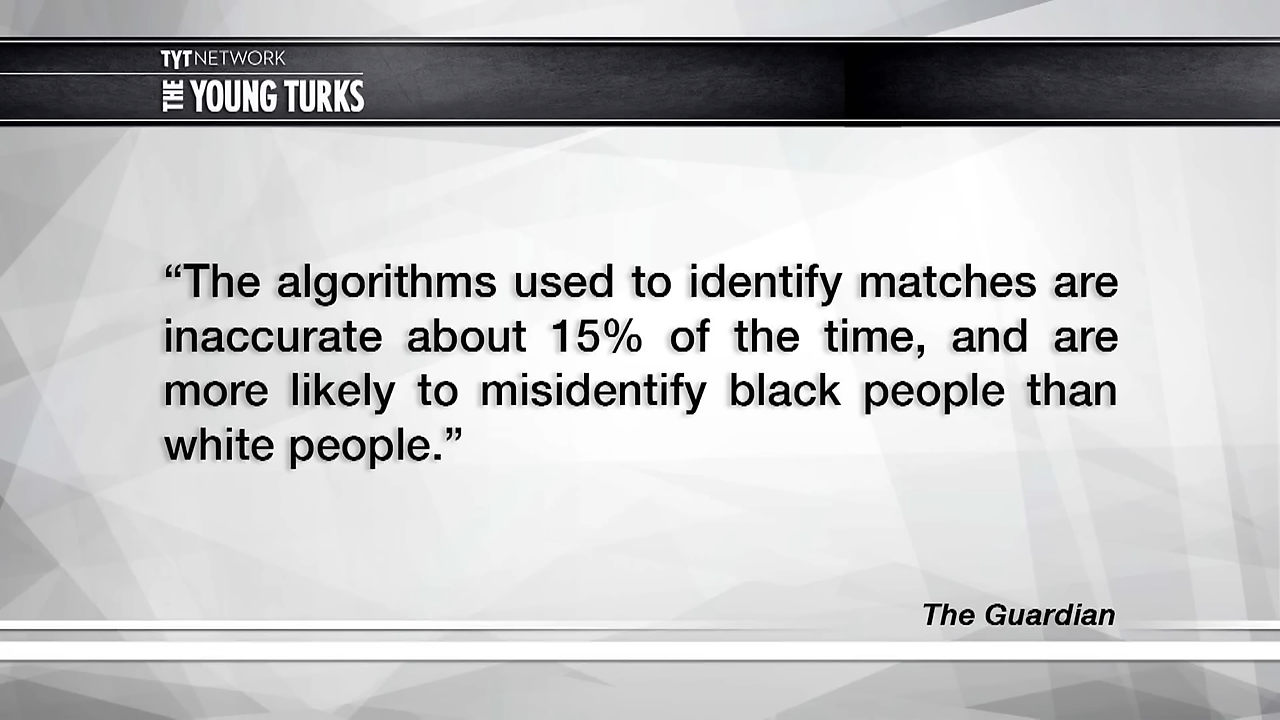 TYTNETWORK
THE YOUNG TURKS
“The algorithms used to identify matches are
inaccurate about 15% of the time, and are
more likely to misidentify black people than
white people.”
The Guardian